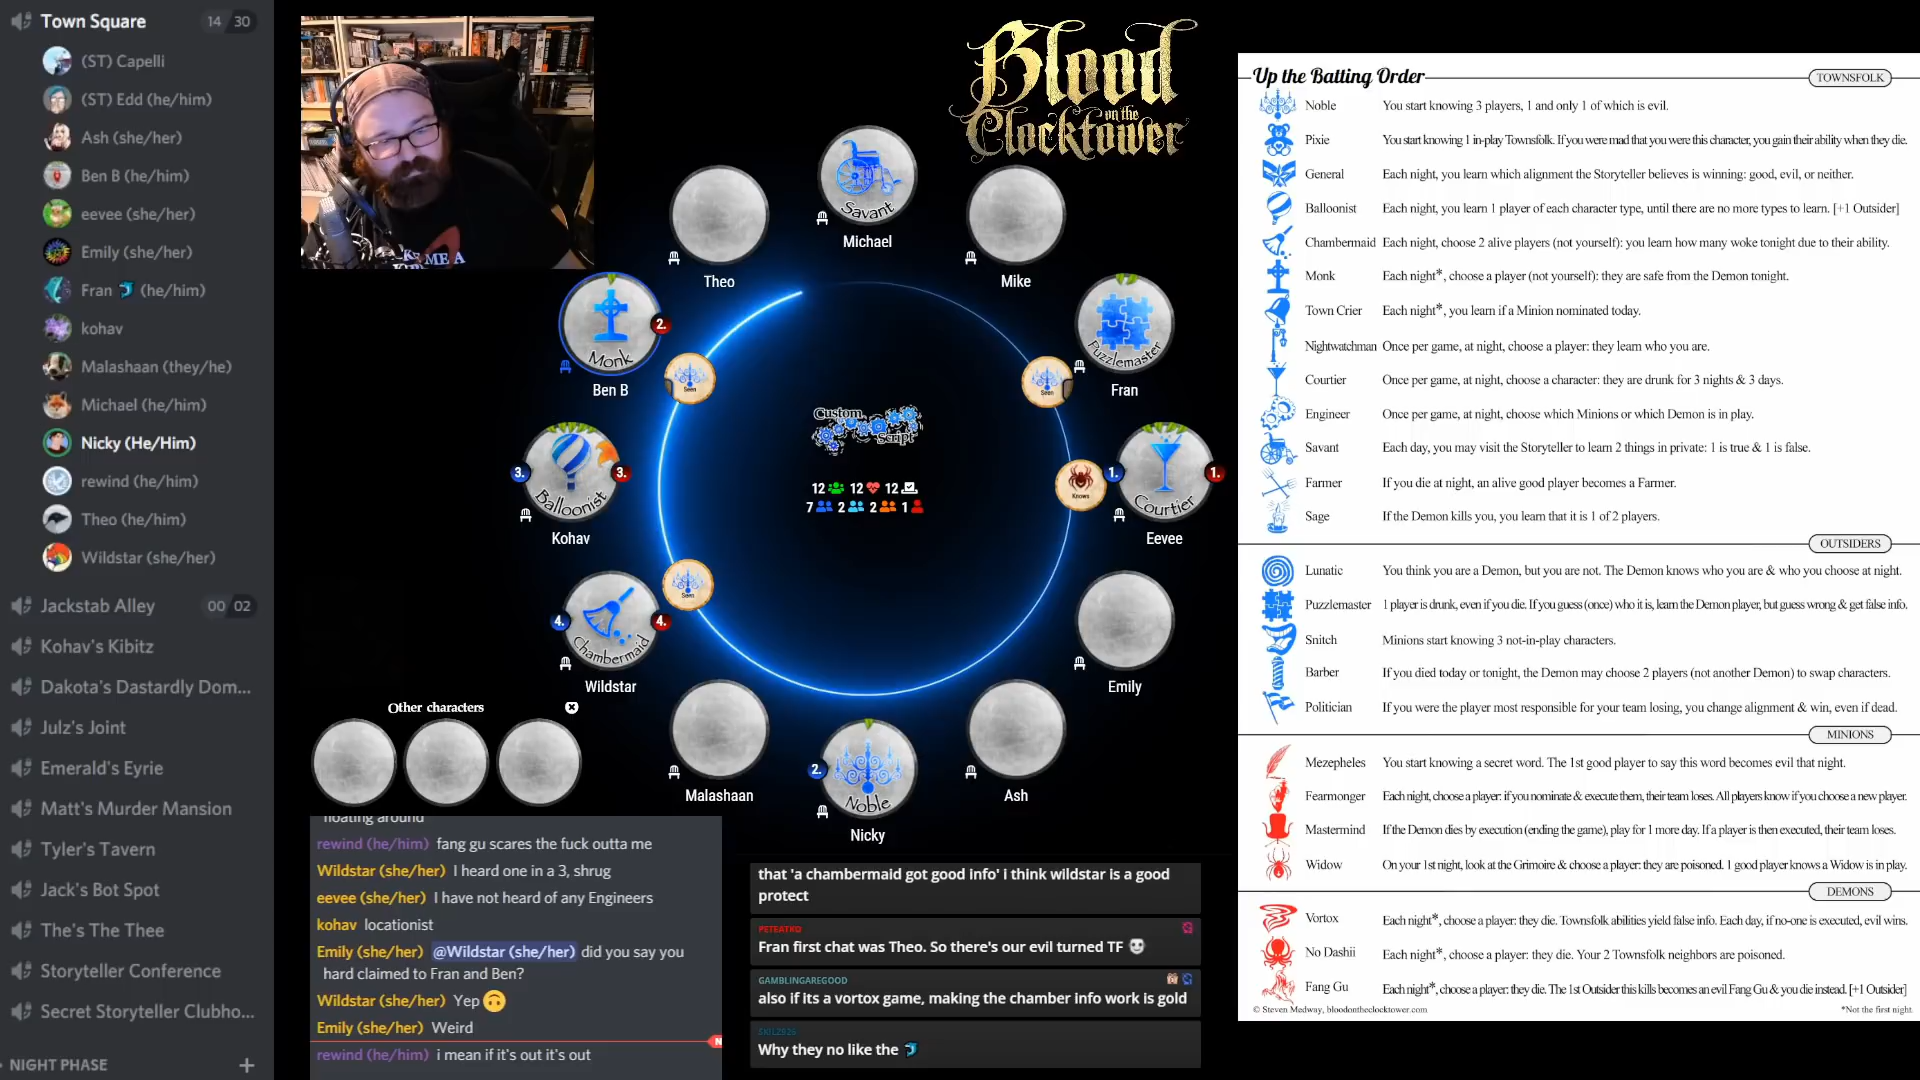 Town Square 14 30
(ST) Capelli
(ST) Edd (he/him)
Ash (she/her)
Ben B (he/him)
eevee (she/her)
Emily (she/her)
Fran (he/him)
kohav
Malashaan (they/he)
Michael (he/him)
Nicky (He/Him)
rewind (he/him)
Theo (he/him)
Wildstar (she/her)
Jackstab Alley 00 02
Kohav's Kibitz
Dakota's Dastardly Dom...
Julz's Joint
Emerald's Eyrie
Matt's Murder Mansion
Tyler's Tavern
Jack's Bot Spot
The's The Thee
Storyteller Conference
Secret Storyteller Clubho...
NIGHT PHASE +
Blood
on the
Clocktower
Savant
Michael
Theo
Mike
Monk
2.
Ben B
Seen
Puzzlemaster
Fran
Seen
Balloonist
3.
3.
Kohav
Custom
Script
12 12 12
7 2 2 1
Knows
1.
Courtier
1.
Eevee
Chambermaid
4.
4.
Wildstar
Seen
Emily
Malashaan
2.
Noble
Nicky
Ash
Other characters
floating around
rewind (he/him) fang gu scares the fuck outta me
Wildstar (she/her) I heard one in a 3, shrug
eevee (she/her) I have not heard of any Engineers
kohav locationist
Emily (she/her) @Wildstar (she/her) did you say you
hard claimed to Fran and Ben?
Wildstar (she/her) Yep
Emily (she/her) Weird
rewind (he/him) i mean if it's out it's out
that 'a chambermaid got good info' i think wildstar is a good
protect
PETEATKO
Fran first chat was Theo. So there's our evil turned TF
GAMBLINGAREGOOD
also if its a vortox game, making the chamber info work is gold
Why they no like the
Up the Batting Order
TOWNSFOLK
Noble You start knowing 3 players, 1 and only 1 of which is evil.
Pixie You start knowing 1 in-play Townsfolk. If you were mad that you were this character, you gain their ability when they die.
General Each night, you learn which alignment the Storyteller believes is winning: good, evil, or neither.
Balloonist Each night, you learn 1 player of each character type, until there are no more types to learn. [+1 Outsider]
Chambermaid Each night, choose 2 alive players (not yourself): you learn how many woke tonight due to their ability.
Monk Each night*, choose a player (not yourself): they are safe from the Demon tonight.
Town Crier Each night*, you learn if a Minion nominated today.
Nightwatchman Once per game, at night, choose a player: they learn who you are.
Courtier Once per game, at night, choose a character: they are drunk for 3 nights & 3 days.
Engineer Once per game, at night, choose which Minions or which Demon is in play.
Savant Each day, you may visit the Storyteller to learn 2 things in private: 1 is true & 1 is false.
Farmer If you die at night, an alive good player becomes a Farmer.
Sage If the Demon kills you, you learn that it is 1 of 2 players.
OUTSIDERS
Lunatic You think you are a Demon, but you are not. The Demon knows who you are & who you choose at night.
Puzzlemaster 1 player is drunk, even if you die. If you guess (once) who it is, learn the Demon player, but guess wrong & get false info.
Snitch Minions start knowing 3 not-in-play characters.
Barber If you died today or tonight, the Demon may choose 2 players (not another Demon) to swap characters.
Politician If you were the player most responsible for your team losing, you change alignment & win, even if dead.
MINIONS
Mezepheles You start knowing a secret word. The 1st good player to say this word becomes evil that night.
Fearmonger Each night, choose a player: if you nominate & execute them, their team loses. All players know if you choose a new player.
Mastermind If the Demon dies by execution (ending the game), play for 1 more day. If a player is then executed, their team loses.
Widow On your 1st night, look at the Grimoire & choose a player: they are poisoned. 1 good player knows a Widow is in play.
DEMONS
Vortox Each night*, choose a player: they die. Townsfolk abilities yield false info. Each day, if no-one is executed, evil wins.
No Dashii Each night*, choose a player: they die. Your 2 Townsfolk neighbors are poisoned.
Fang Gu Each night*, choose a player: they die. The 1st Outsider this kills becomes an evil Fang Gu & you die instead. [+1 Outsider]
© Steven Medway, bloodontheclocktower.com *Not the first night.